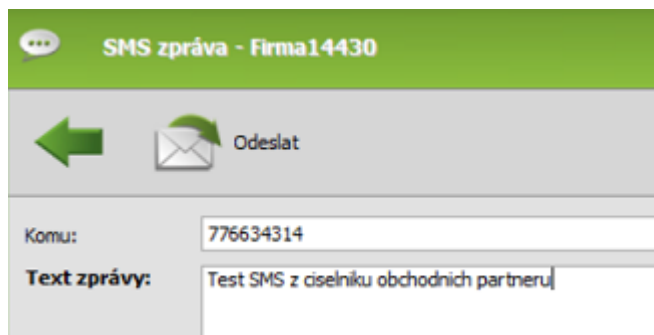 SMS zpráva - Firma14430
Odeslat
Komu: 776634314
Text zprávy: Test SMS z ciselniku obchodnich partneru